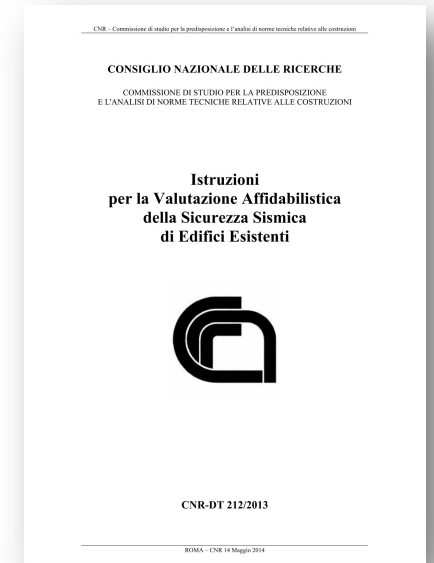 CNR – Commissione di studio per la predisposizione e l'analisi di norme tecniche relative alle costruzioni
CONSIGLIO NAZIONALE DELLE RICERCHE
COMMISSIONE DI STUDIO PER LA PREDISPOSIZIONE
E L'ANALISI DI NORME TECNICHE RELATIVE ALLE COSTRUZIONI
Istruzioni
per la Valutazione Affidabilistica
della Sicurezza Sismica
di Edifici Esistenti
CNR-DT 212/2013
ROMA – CNR 14 Maggio 2014